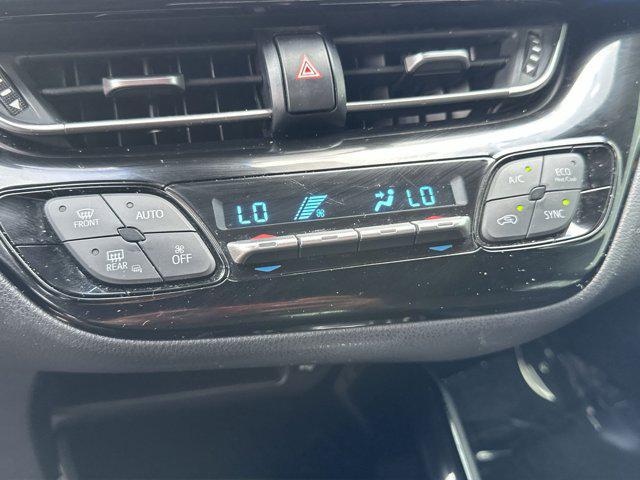 FRONT
AUTO
REAR
OFF
LO
LO
A/C
ECO
Heat/Cool
SYNC